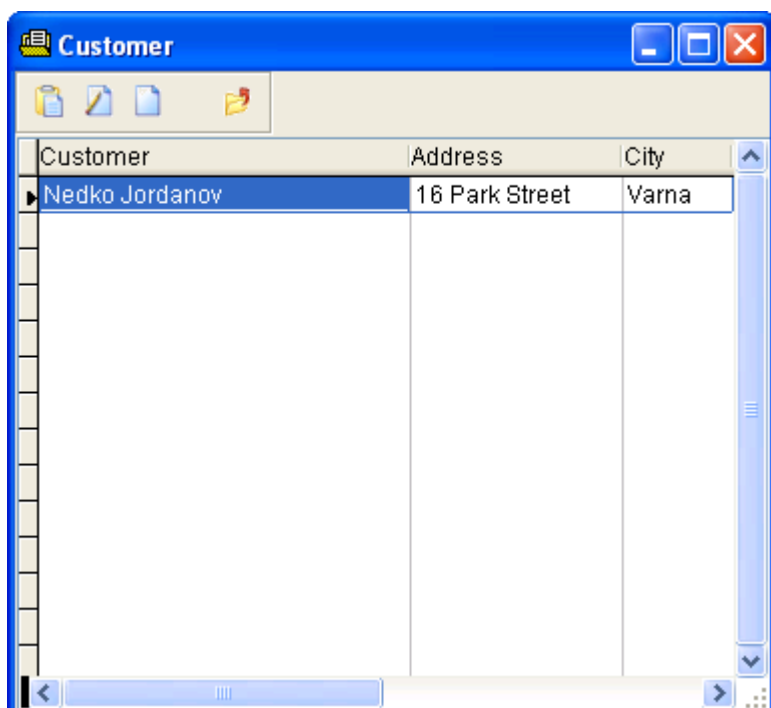 Customer
Customer Address City
Nedko Jordanov 16 Park Street Varna